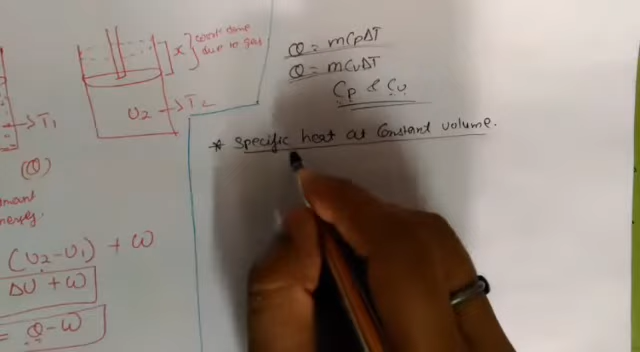 x } work done
due to gas
U2 → T2
→ T1
(Q)
(U2 - U1) + W
ΔU + W
= Q - W
Q = mCpΔT
Q = mCvΔT
Cp & Cv
* Specific heat at Constant volume.